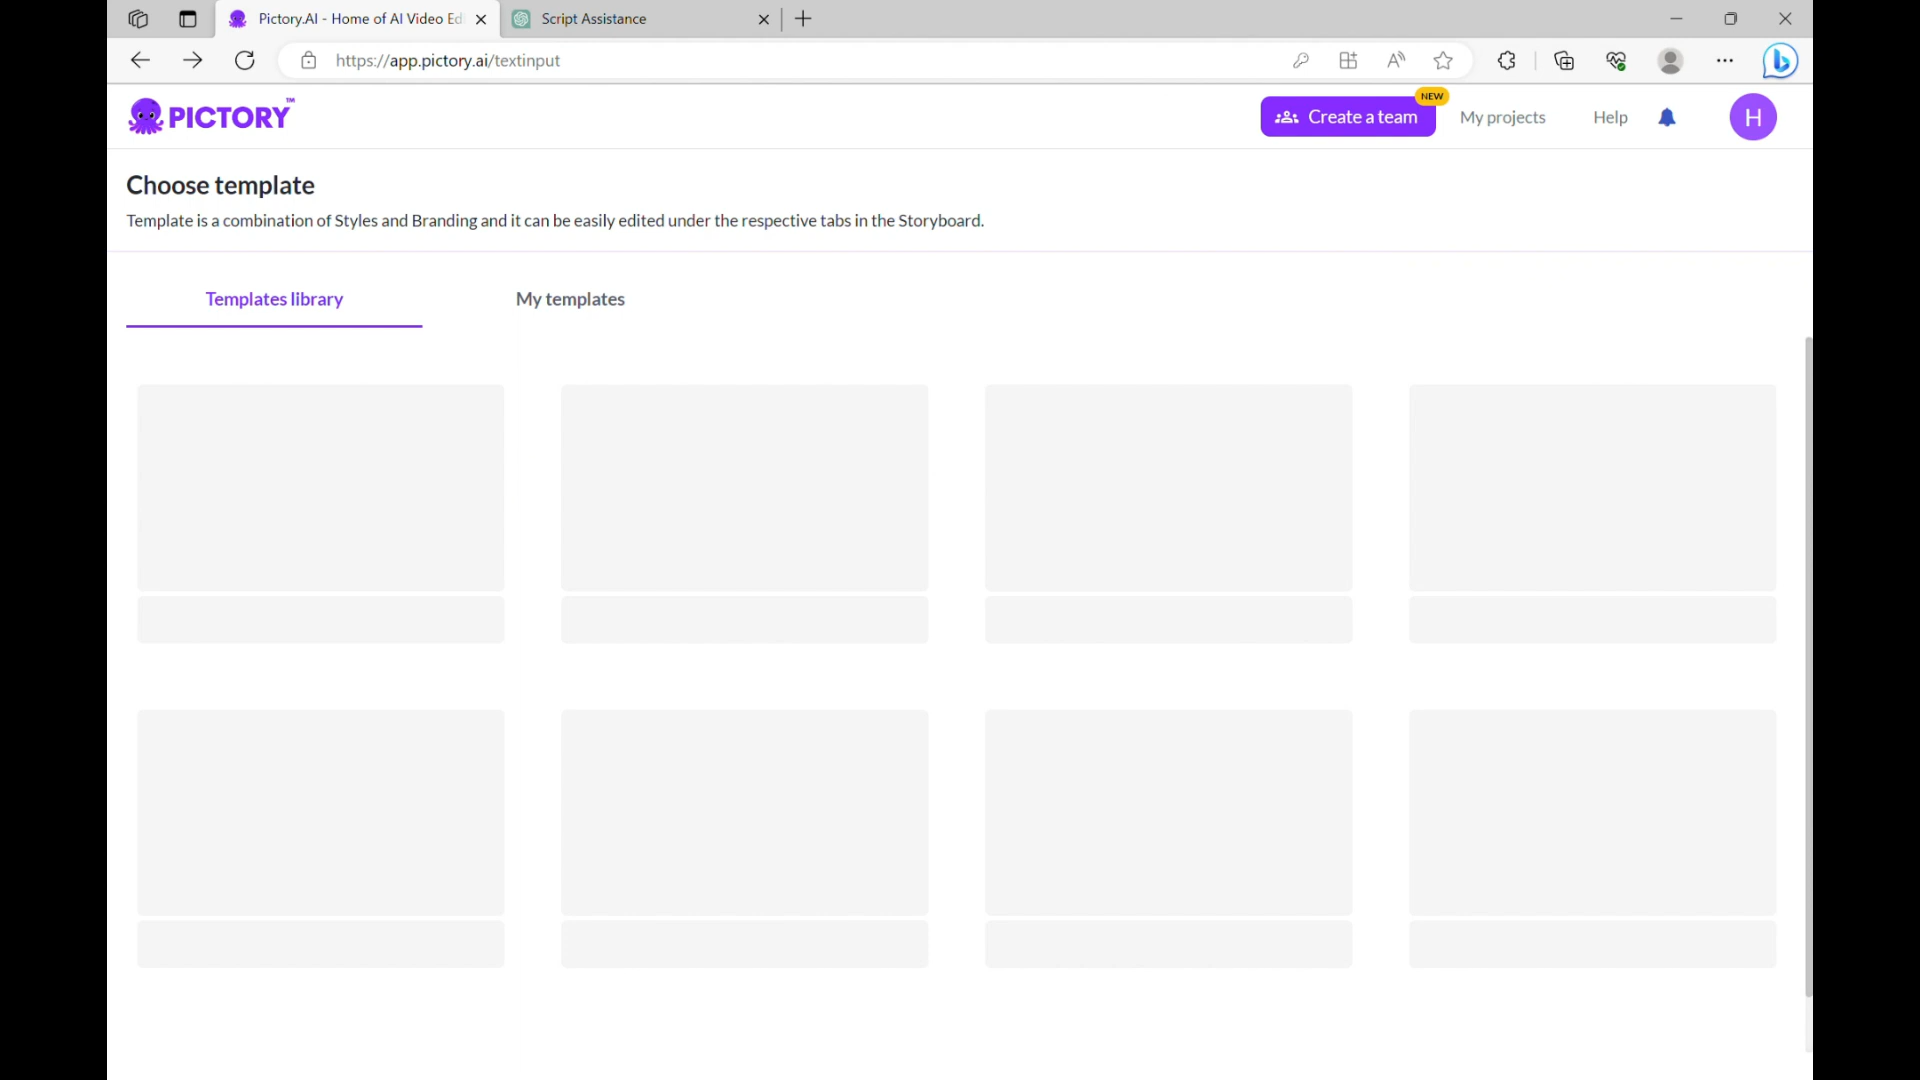 Pictory.AI - Home of AI Video Ed
Script Assistance
https://app.pictory.ai/textinput
PICTORY™
NEW
Create a team
My projects
Help
H
Choose template
Template is a combination of Styles and Branding and it can be easily edited under the respective tabs in the Storyboard.
Templates library
My templates